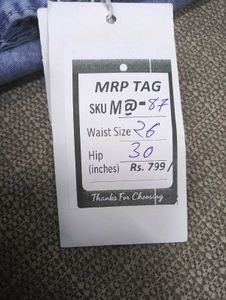 MRP TAG
SKU M@-87
Waist Size 26
Hip 30
(inches) Rs. 799/
Thanks For Choosing